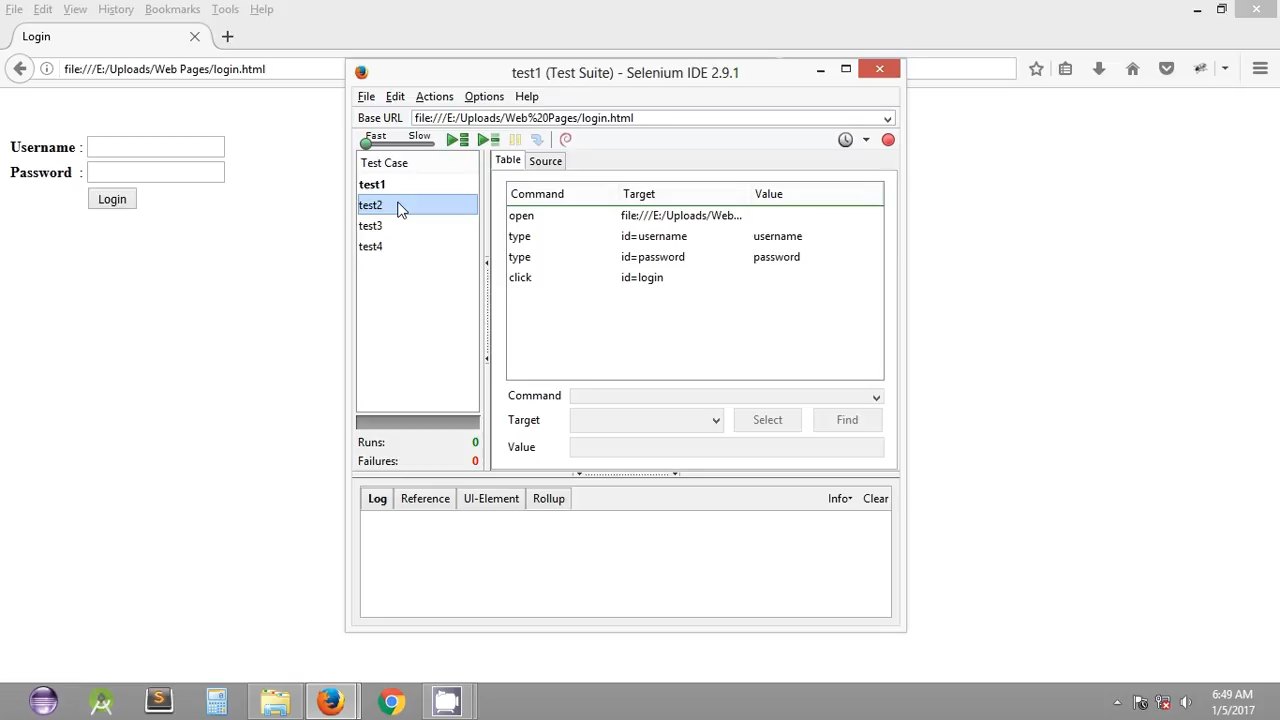 File Edit View History Bookmarks Tools Help
Login
file:///E:/Uploads/Web Pages/login.html
Username :
Password :
Login
test1 (Test Suite) - Selenium IDE 2.9.1
File Edit Actions Options Help
Base URL file:///E:/Uploads/Web%20Pages/login.html
Fast Slow
Test Case
test1
test2
test3
test4
Runs: 0
Failures: 0
Table Source
Command Target Value
open file:///E:/Uploads/Web...
type id=username username
type id=password password
click id=login
Command
Target Select Find
Value
Log Reference UI-Element Rollup Info Clear
6:49 AM
1/5/2017